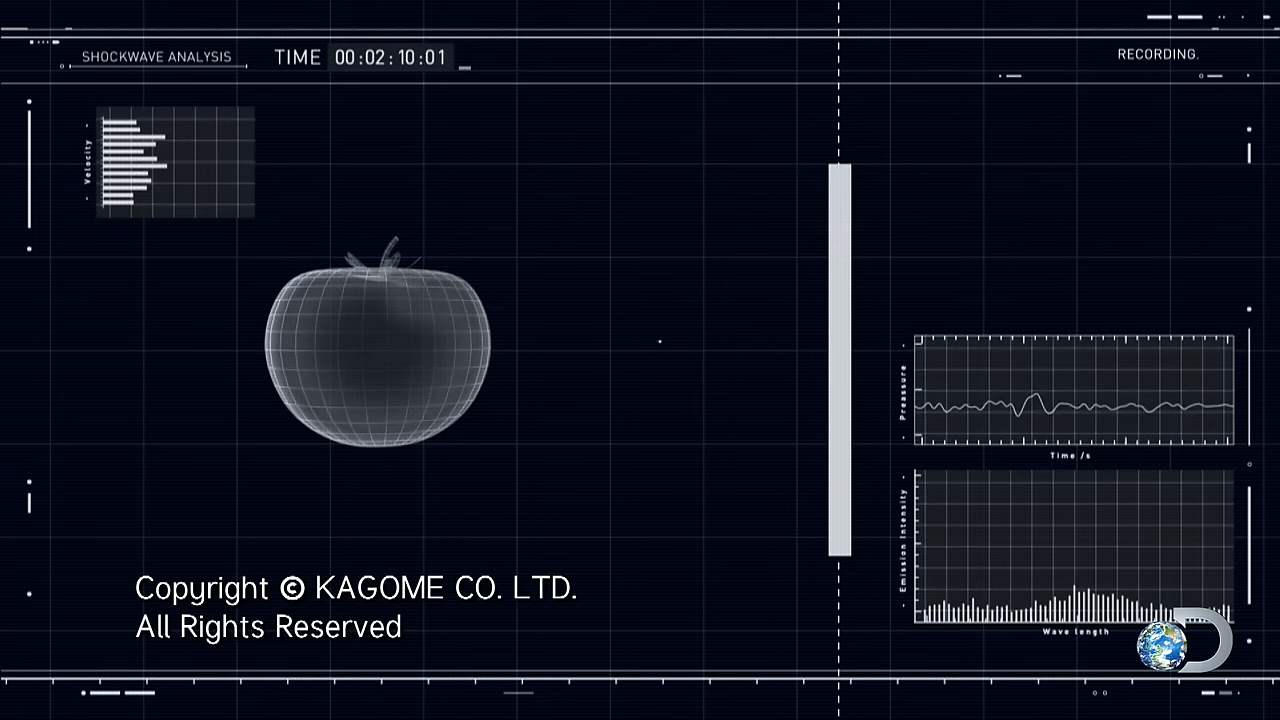 SHOCKWAVE ANALYSIS
TIME 00:02:10:01
RECORDING.
Velocity
Preassure
Time /s
Emission Intensity
Wave length
Copyright © KAGOME CO. LTD.
All Rights Reserved